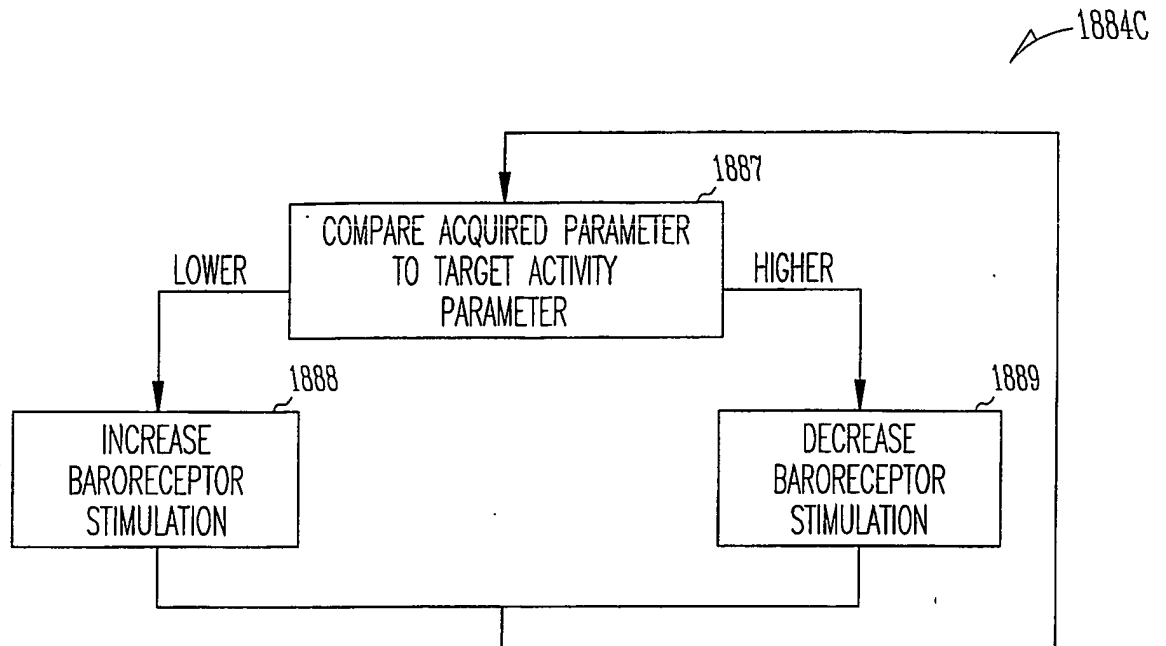 1884C
1887
COMPARE ACQUIRED PARAMETER
TO TARGET ACTIVITY
PARAMETER
LOWER
HIGHER
1888
INCREASE
BARORECEPTOR
STIMULATION
1889
DECREASE
BARORECEPTOR
STIMULATION